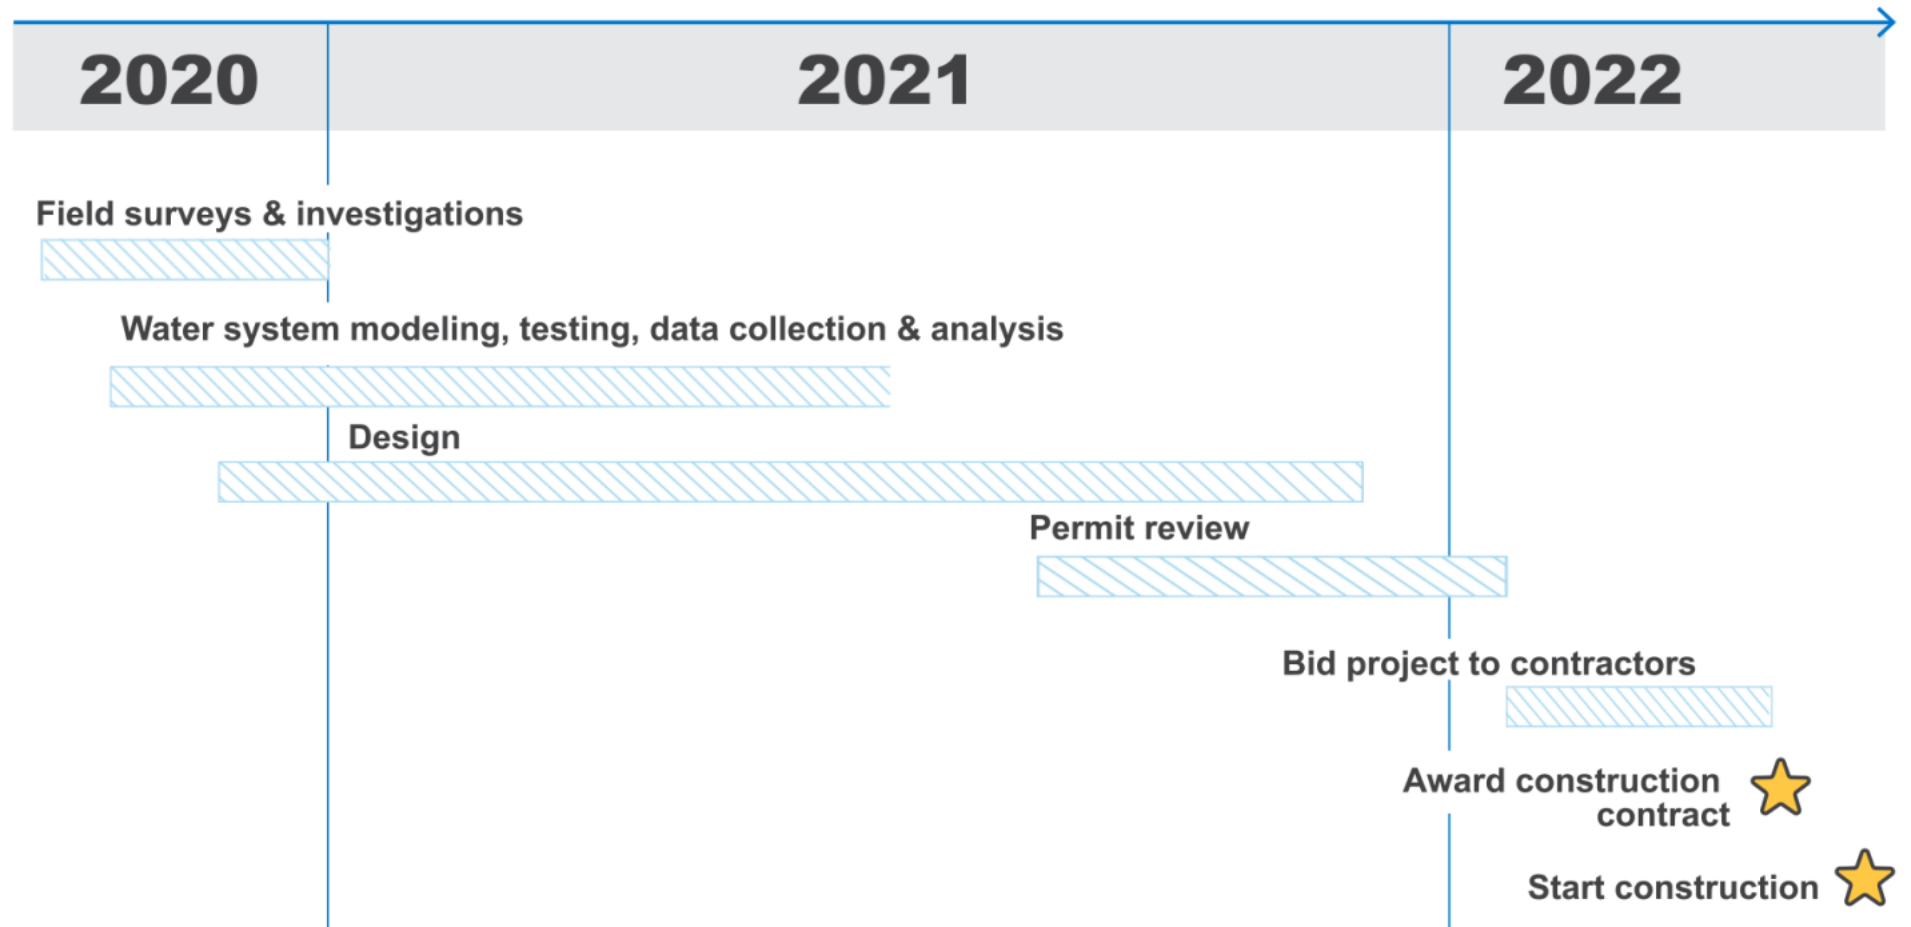 2020 2021 2022
Field surveys & investigations
Water system modeling, testing, data collection & analysis
Design
Permit review
Bid project to contractors
Award construction
contract
Start construction